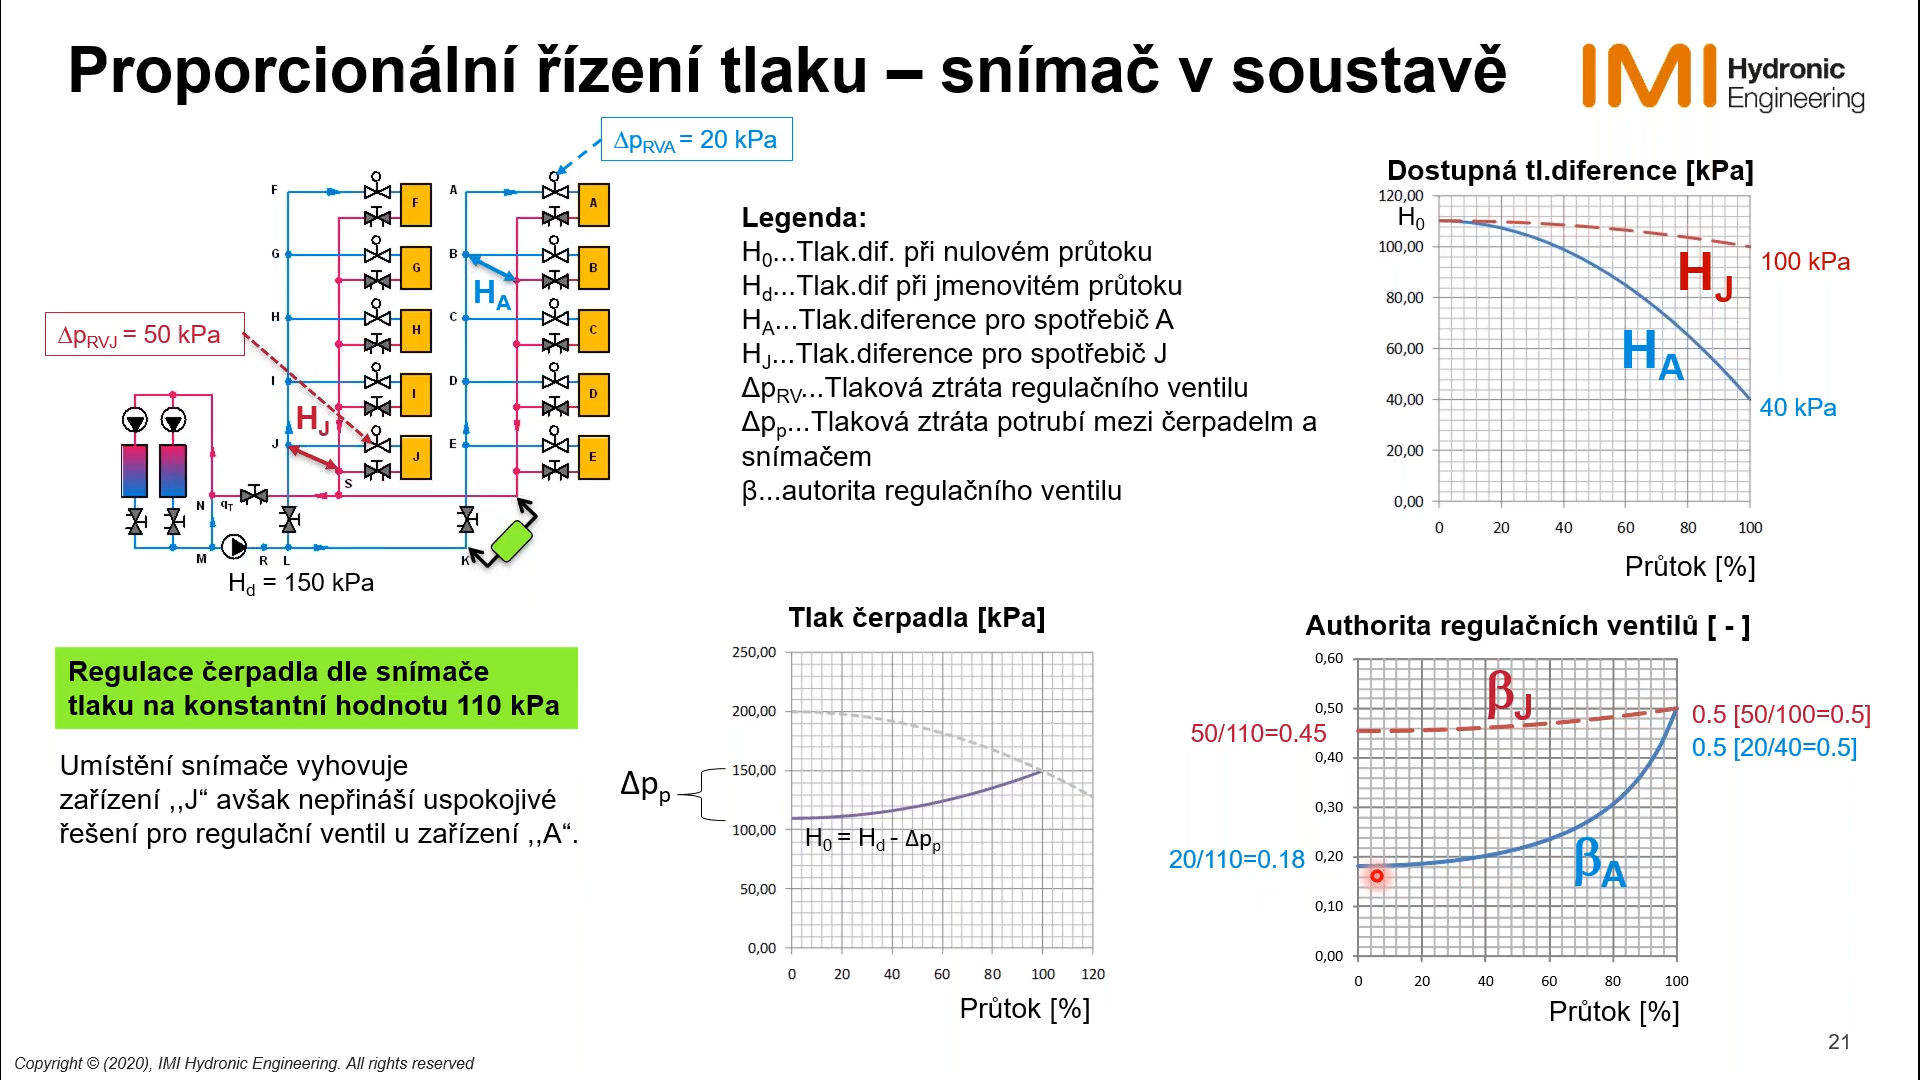 Proporcionální řízení tlaku – snímač v soustavě
IMI Hydronic
Engineering
ΔpRVA = 20 kPa
F
A
F
A
G
B
G
B
HA
H
C
H
C
ΔpRVJ = 50 kPa
I
D
I
D
HJ
J
E
J
E
S
N
qT
M
R
L
K
Hd = 150 kPa
Legenda:
H0...Tlak.dif. při nulovém průtoku
Hd...Tlak.dif při jmenovitém průtoku
HA...Tlak.diference pro spotřebič A
HJ...Tlak.diference pro spotřebič J
ΔpRV...Tlaková ztráta regulačního ventilu
Δpp...Tlaková ztráta potrubí mezi čerpadelm a
snímačem
β...autorita regulačního ventilu
Dostupná tl.diference [kPa]
120,00
H0
100,00
80,00
60,00
40,00
20,00
0,00
0 20 40 60 80 100
Průtok [%]
HJ
HA
100 kPa
40 kPa
Regulace čerpadla dle snímače
tlaku na konstantní hodnotu 110 kPa
Umístění snímače vyhovuje
zařízení ,,J“ avšak nepřináší uspokojivé
řešení pro regulační ventil u zařízení ,,A“.
Tlak čerpadla [kPa]
250,00
200,00
150,00
100,00
50,00
0,00
0 20 40 60 80 100 120
Průtok [%]
Δpp
H0 = Hd - Δpp
Authorita regulačních ventilů [ - ]
0,60
0,50
0,40
0,30
0,20
0,10
0,00
0 20 40 60 80 100
Průtok [%]
βJ
βA
50/110=0.45
20/110=0.18
0.5 [50/100=0.5]
0.5 [20/40=0.5]
21
Copyright © (2020), IMI Hydronic Engineering. All rights reserved